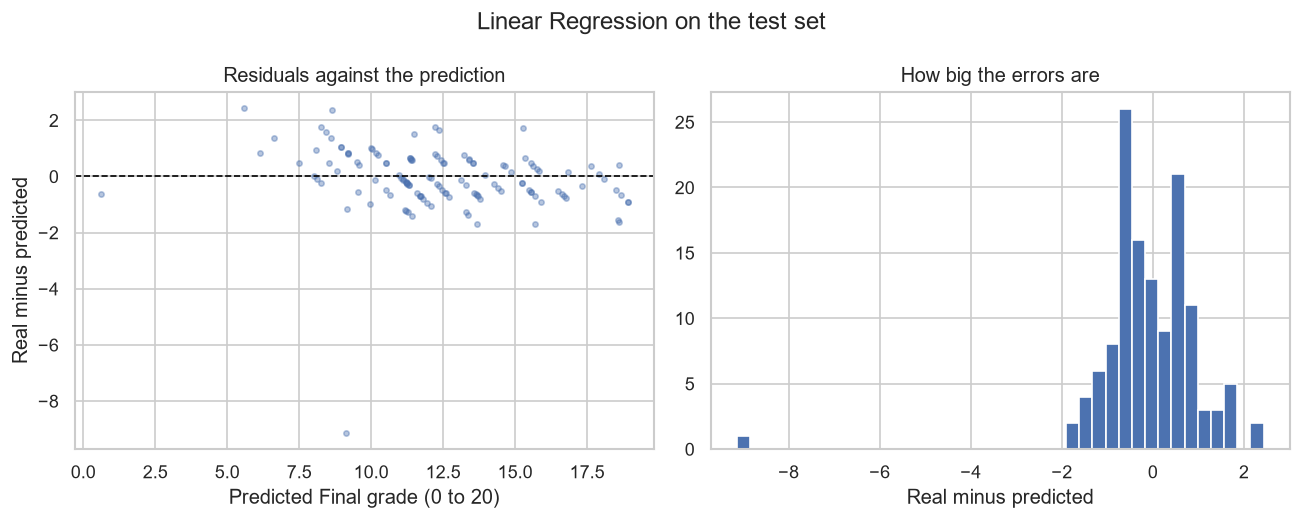 Linear Regression on the test set
Residuals against the prediction
Real minus predicted
2
0
−2
−4
−6
−8
0.0 2.5 5.0 7.5 10.0 12.5 15.0 17.5
Predicted Final grade (0 to 20)
How big the errors are
25
20
15
10
5
0
−8 −6 −4 −2 0 2
Real minus predicted